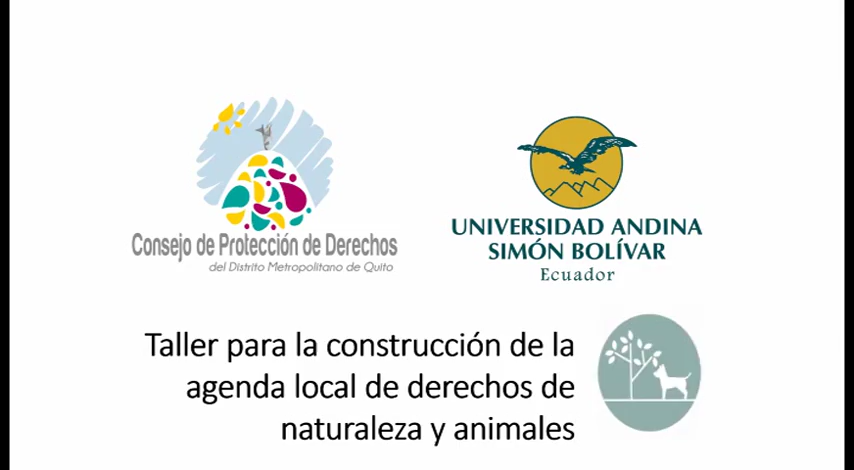 Consejo de Protección de Derechos
del Distrito Metropolitano de Quito
UNIVERSIDAD ANDINA
SIMÓN BOLÍVAR
Ecuador
Taller para la construcción de la
agenda local de derechos de
naturaleza y animales